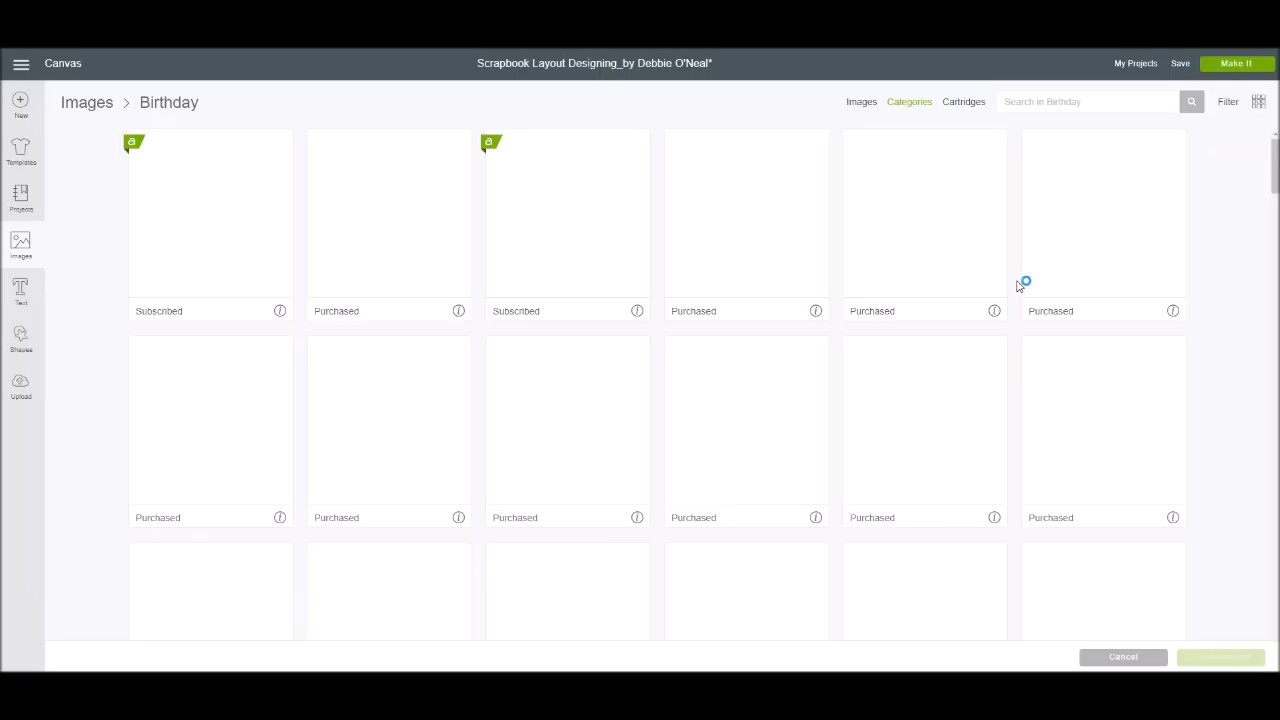 Canvas
Scrapbook Layout Designing_by Debbie O'Neal*
My Projects
Save
Make It
New
Templates
Projects
Images
Text
Shapes
Upload
Images > Birthday
Images
Categories
Cartridges
Search in Birthday
Filter
a
a
Subscribed
Purchased
Subscribed
Purchased
Purchased
Purchased
Purchased
Purchased
Purchased
Purchased
Purchased
Purchased
Cancel